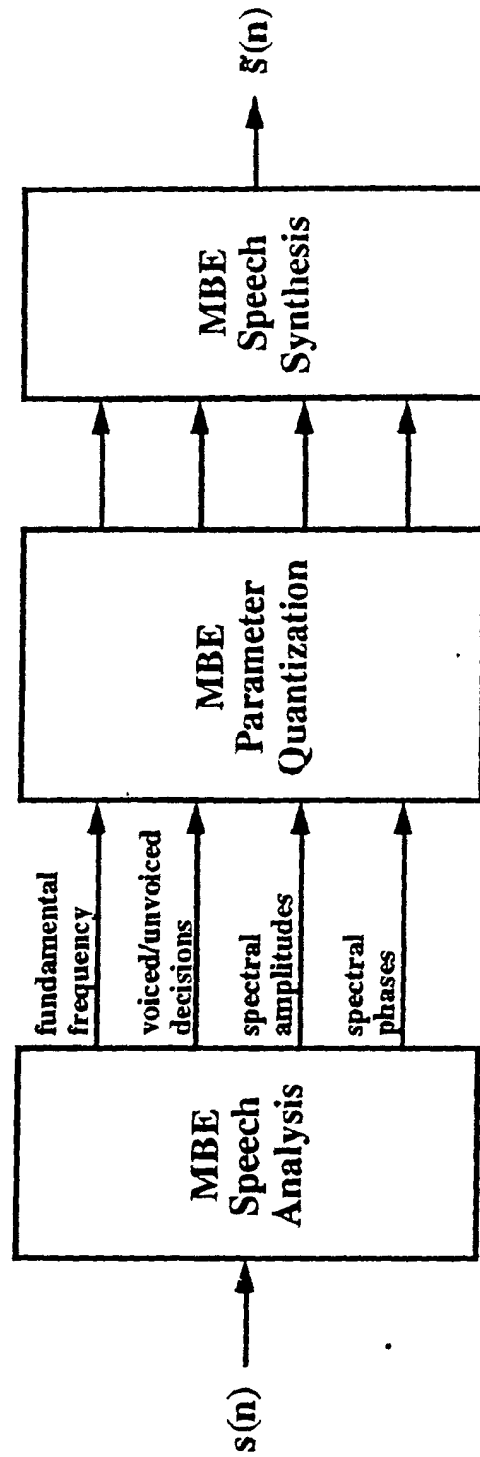 s(n)
MBE
Speech
Analysis
fundamental
frequency
voiced/unvoiced
decisions
spectral
amplitudes
spectral
phases
MBE
Parameter
Quantization
MBE
Speech
Synthesis
s̃(n)